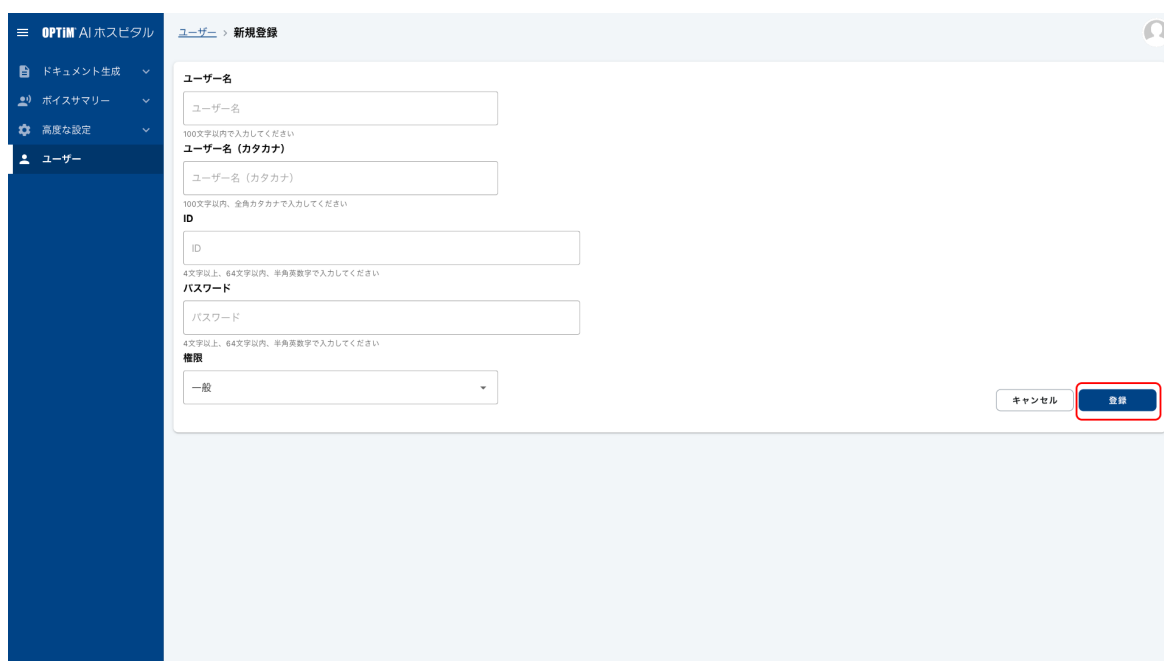 OPTiM AI ホスピタル
ユーザー > 新規登録
ドキュメント生成
ボイスサマリー
高度な設定
ユーザー
ユーザー名
ユーザー名
100文字以内で入力してください
ユーザー名（カタカナ）
ユーザー名（カタカナ）
100文字以内、全角カタカナで入力してください
ID
ID
4文字以上、64文字以内、半角英数字で入力してください
パスワード
パスワード
4文字以上、64文字以内、半角英数字で入力してください
権限
一般
キャンセル
登録